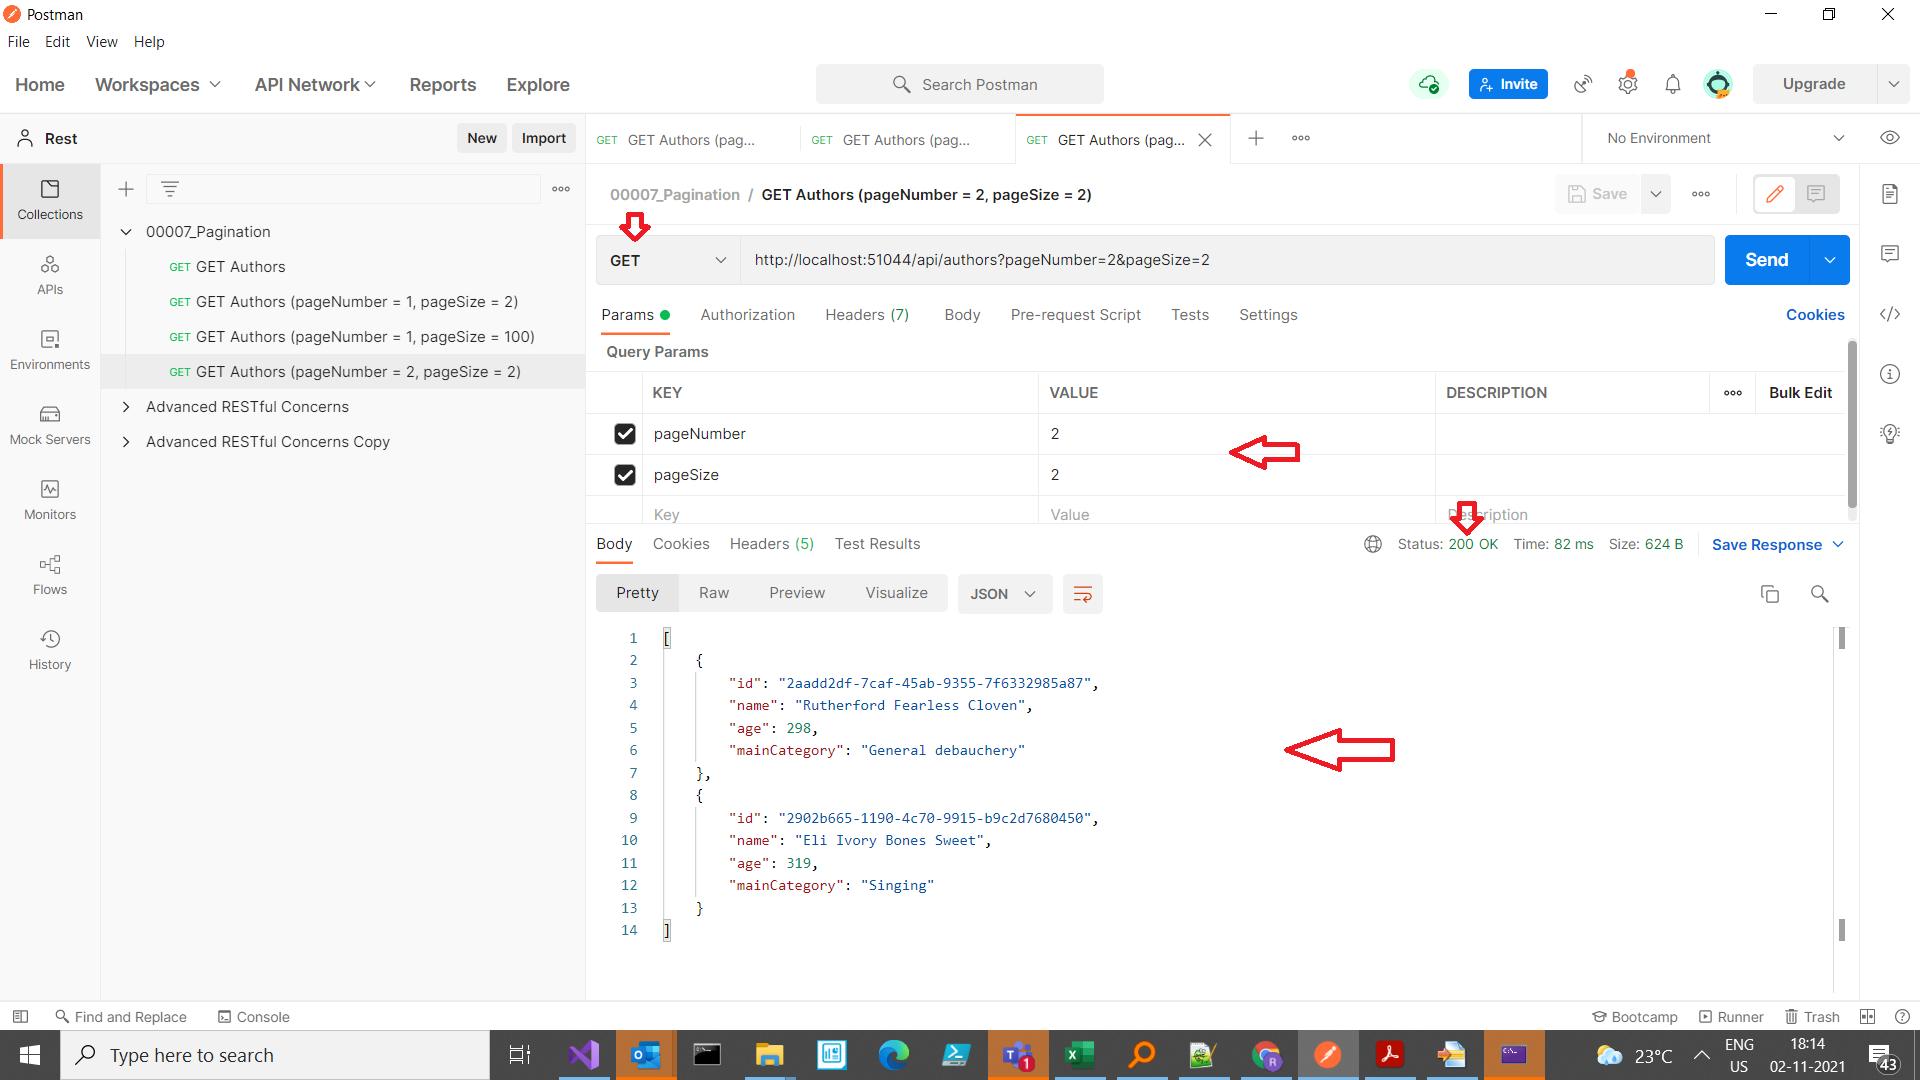 Postman
File Edit View Help
Home Workspaces API Network Reports Explore Search Postman Invite Upgrade
Rest New Import
GET GET Authors (pag... GET GET Authors (pag... GET GET Authors (pag... No Environment
Collections
APIs
Environments
Mock Servers
Monitors
Flows
History
00007_Pagination
GET GET Authors
GET GET Authors (pageNumber = 1, pageSize = 2)
GET GET Authors (pageNumber = 1, pageSize = 100)
GET GET Authors (pageNumber = 2, pageSize = 2)
Advanced RESTful Concerns
Advanced RESTful Concerns Copy
00007_Pagination / GET Authors (pageNumber = 2, pageSize = 2) Save
GET http://localhost:51044/api/authors?pageNumber=2&pageSize=2 Send
Params Authorization Headers (7) Body Pre-request Script Tests Settings Cookies
Query Params
KEY VALUE DESCRIPTION Bulk Edit
pageNumber 2
pageSize 2
Key Value Description
Body Cookies Headers (5) Test Results Status: 200 OK Time: 82 ms Size: 624 B Save Response
Pretty Raw Preview Visualize JSON
1 [
2 {
3 "id": "2aadd2df-7caf-45ab-9355-7f6332985a87",
4 "name": "Rutherford Fearless Cloven",
5 "age": 298,
6 "mainCategory": "General debauchery"
7 },
8 {
9 "id": "2902b665-1190-4c70-9915-b9c2d7680450",
10 "name": "Eli Ivory Bones Sweet",
11 "age": 319,
12 "mainCategory": "Singing"
13 }
14 ]
Find and Replace Console Bootcamp Runner Trash
Type here to search 1 23°C ENG 18:14
US 02-11-2021 43